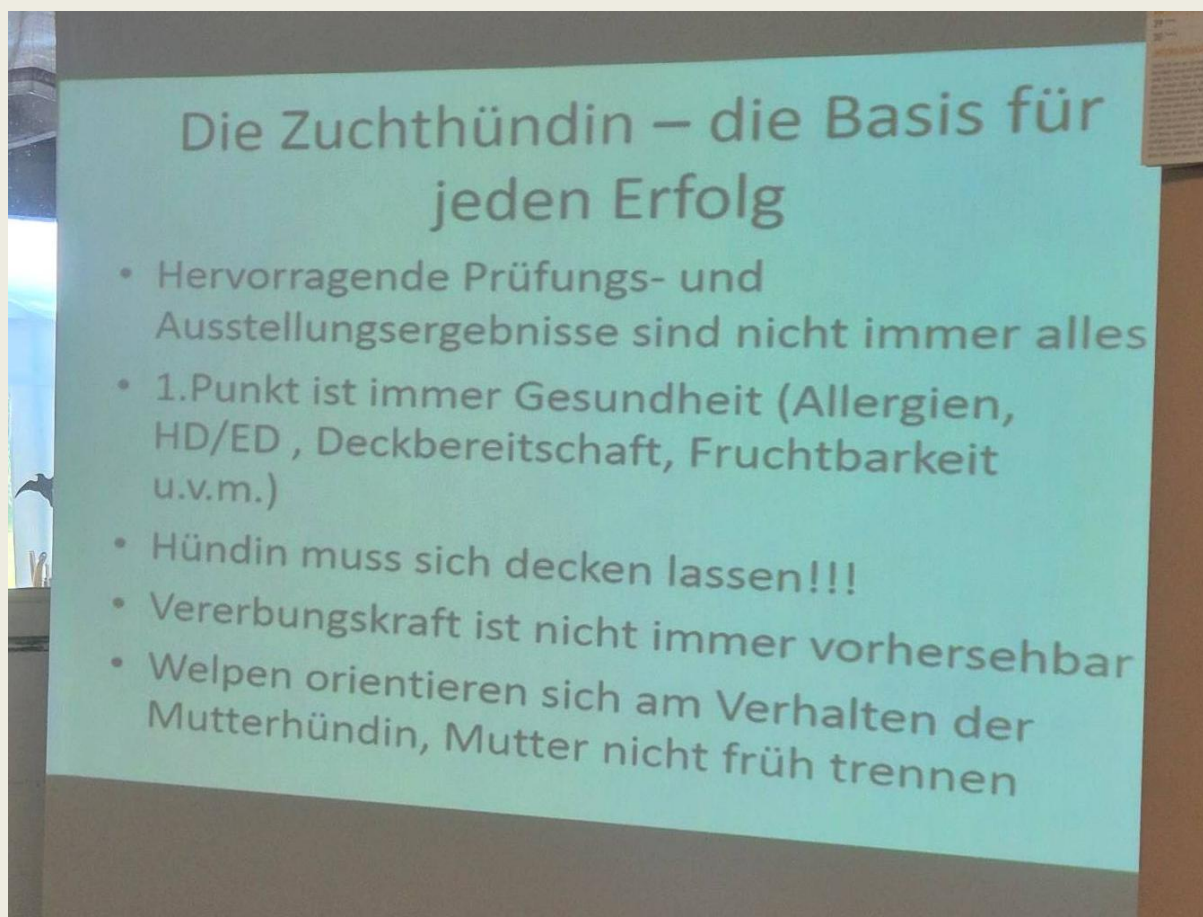 Die Zuchthündin – die Basis für
jeden Erfolg
• Hervorragende Prüfungs- und
Ausstellungsergebnisse sind nicht immer alles
• 1.Punkt ist immer Gesundheit (Allergien,
HD/ED , Deckbereitschaft, Fruchtbarkeit
u.v.m.)
• Hündin muss sich decken lassen!!!
• Vererbungskraft ist nicht immer vorhersehbar
• Welpen orientieren sich am Verhalten der
Mutterhündin, Mutter nicht früh trennen